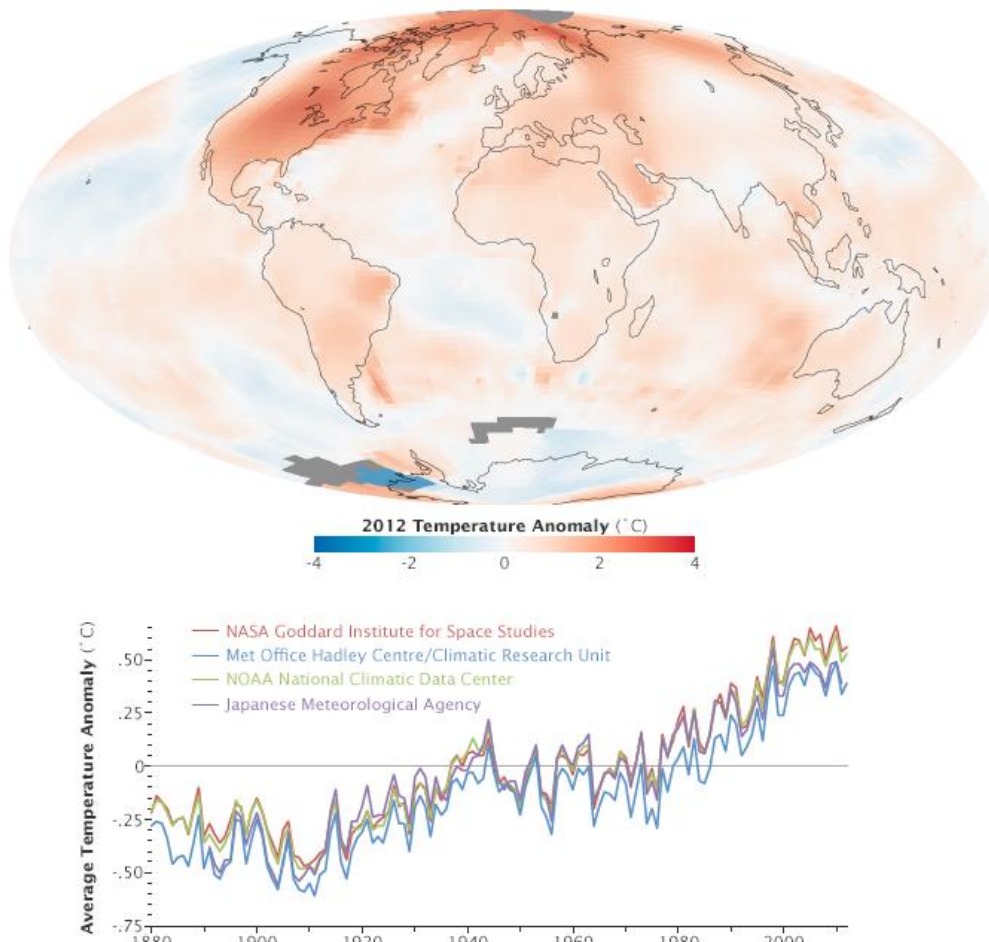 2012 Temperature Anomaly (˚C)
-4 -2 0 2 4
Average Temperature Anomaly (˚C)
NASA Goddard Institute for Space Studies
Met Office Hadley Centre/Climatic Research Unit
NOAA National Climatic Data Center
Japanese Meteorological Agency
.50
.25
0
-.25
-.50
-.75
1880 1900 1920 1940 1960 1980 2000